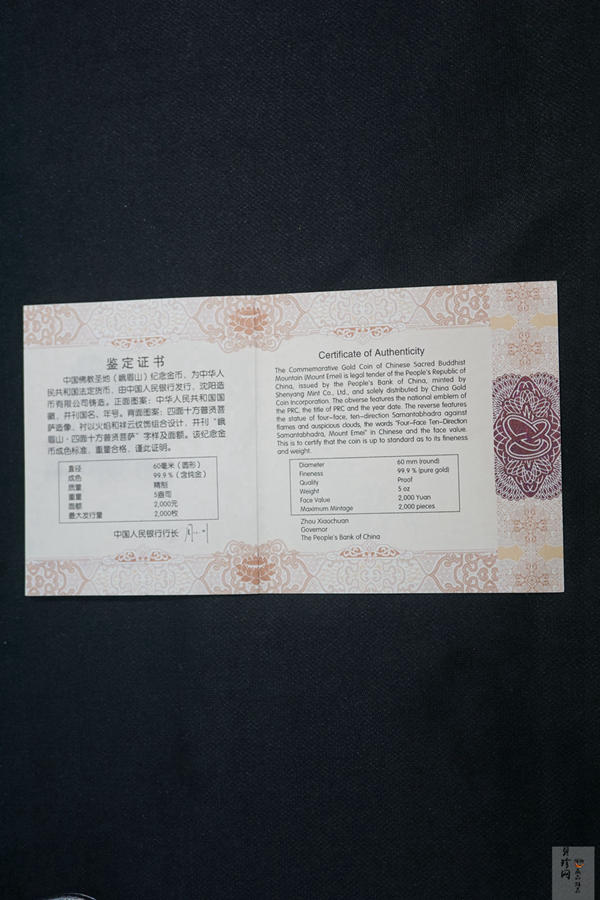 鉴定证书
中国佛教圣地（峨眉山）纪念金币，为中华人
民共和国法定货币，由中国人民银行发行，沈阳造
币有限公司铸造。正面图案：中华人民共和国国
徽，并刊国名、年号。背面图案：四面十方普贤菩
萨造像，衬以火焰和祥云纹饰组合设计，并刊“峨
眉山·四面十方普贤菩萨”字样及面额。该纪念金
币成色标准，重量合格，谨此证明。
直径 60毫米（圆形）
成色 99.9％（含纯金）
质量 精制
重量 5盎司
面额 2,000元
最大发行量 2,000枚
中国人民银行行长
Certificate of Authenticity
The Commemorative Gold Coin of Chinese Sacred Buddhist
Mountain (Mount Emei) is legal tender of the People's Republic of
China, issued by the People's Bank of China, minted by
Shenyang Mint Co., Ltd., and solely distributed by China Gold
Coin Incorporation. The obverse features the national emblem of
the PRC, the title of PRC and the year date. The reverse features
the statue of four-face, ten-direction Samantabhadra against
flames and auspicious clouds, the words "Four-Face Ten-Direction
Samantabhadra, Mount Emei" in Chinese and the face value.
This is to certify that the coin is up to standard as to its fineness
and weight.
Diameter 60 mm (round)
Fineness 99.9 % (pure gold)
Quality Proof
Weight 5 oz
Face Value 2,000 Yuan
Maximum Mintage 2,000 pieces
Zhou Xiaochuan
Governor
The People's Bank of China